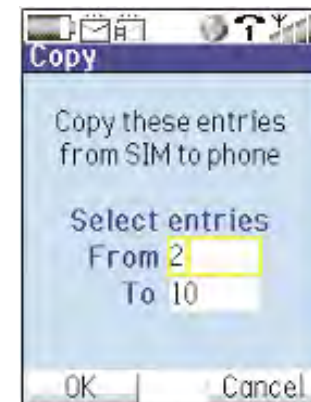 Copy
Copy these entries
from SIM to phone
Select entries
From 2
To 10
OK Cancel